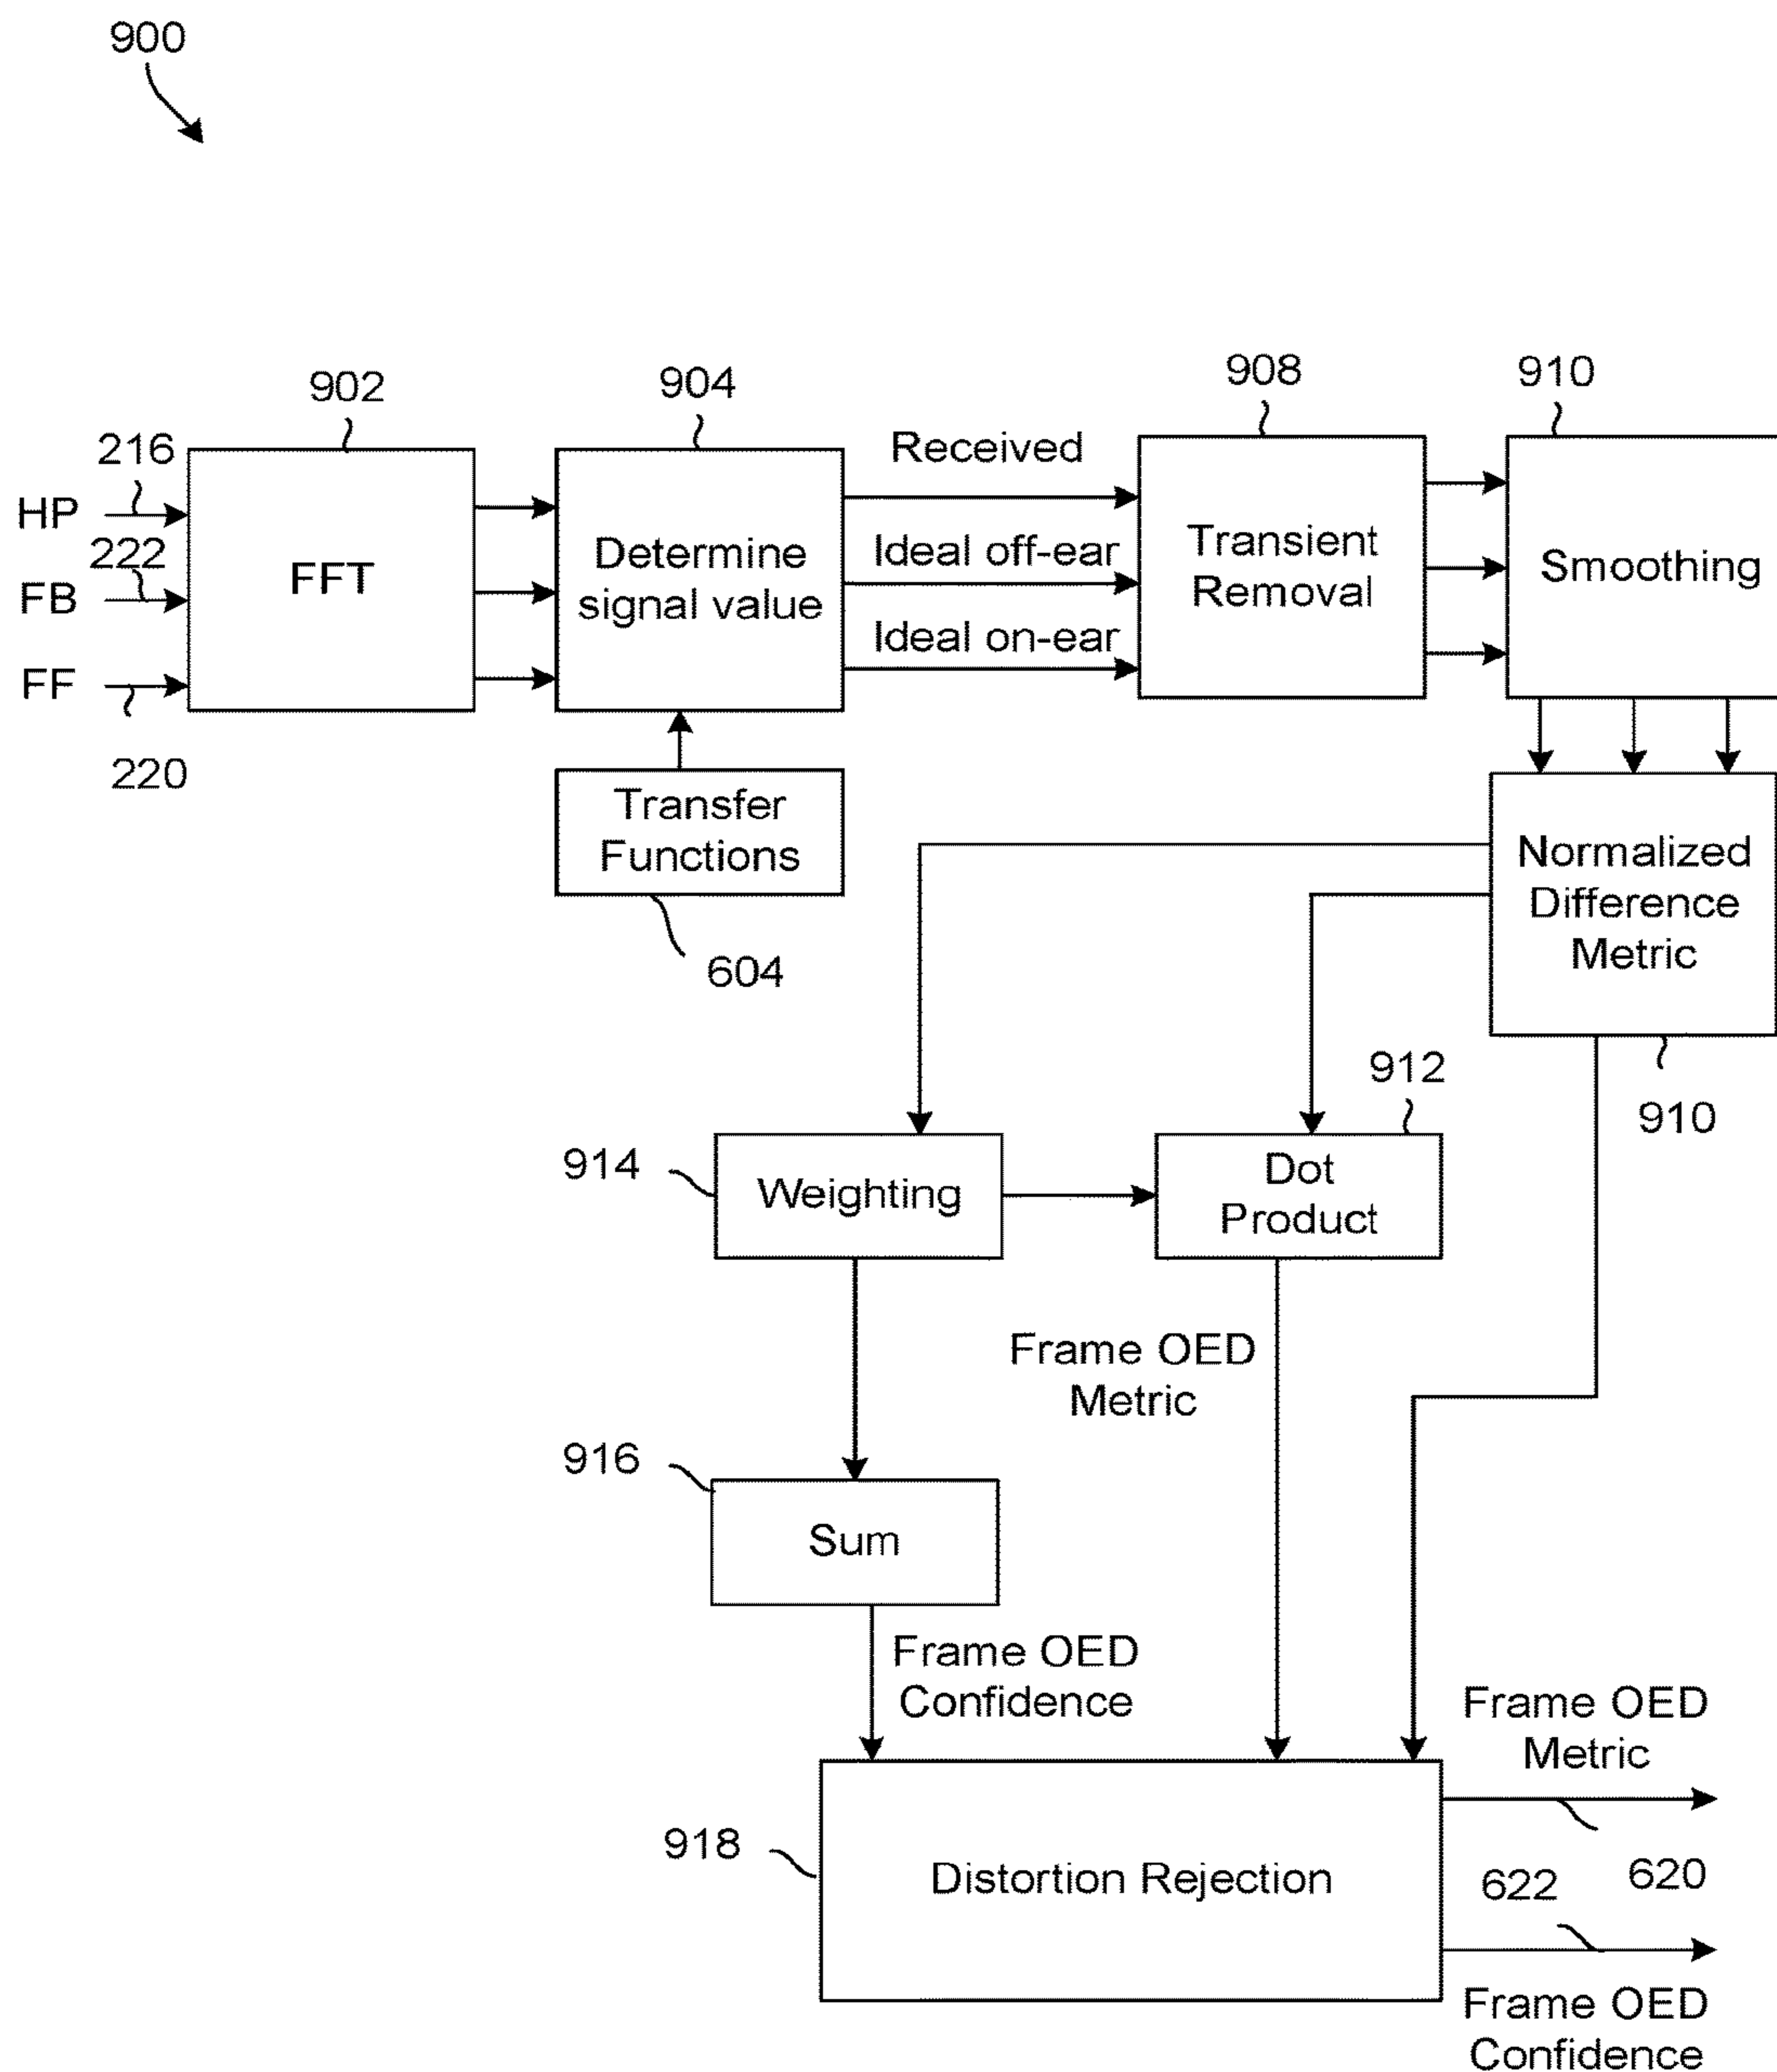 900
902
904
908
910
216
HP
222
FB
FF
220
FFT
Determine
signal value
Received
Ideal off-ear
Ideal on-ear
Transient
Removal
Smoothing
Transfer
Functions
604
Normalized
Difference
Metric
910
912
914
Weighting
Dot
Product
Frame OED
Metric
916
Sum
Frame OED
Confidence
918
Distortion Rejection
Frame OED
Metric
620
622
Frame OED
Confidence